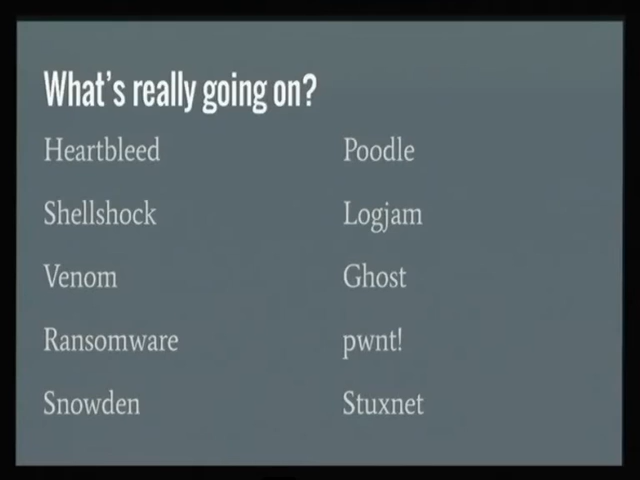 What's really going on?
Heartbleed
Shellshock
Venom
Ransomware
Snowden
Poodle
Logjam
Ghost
pwnt!
Stuxnet